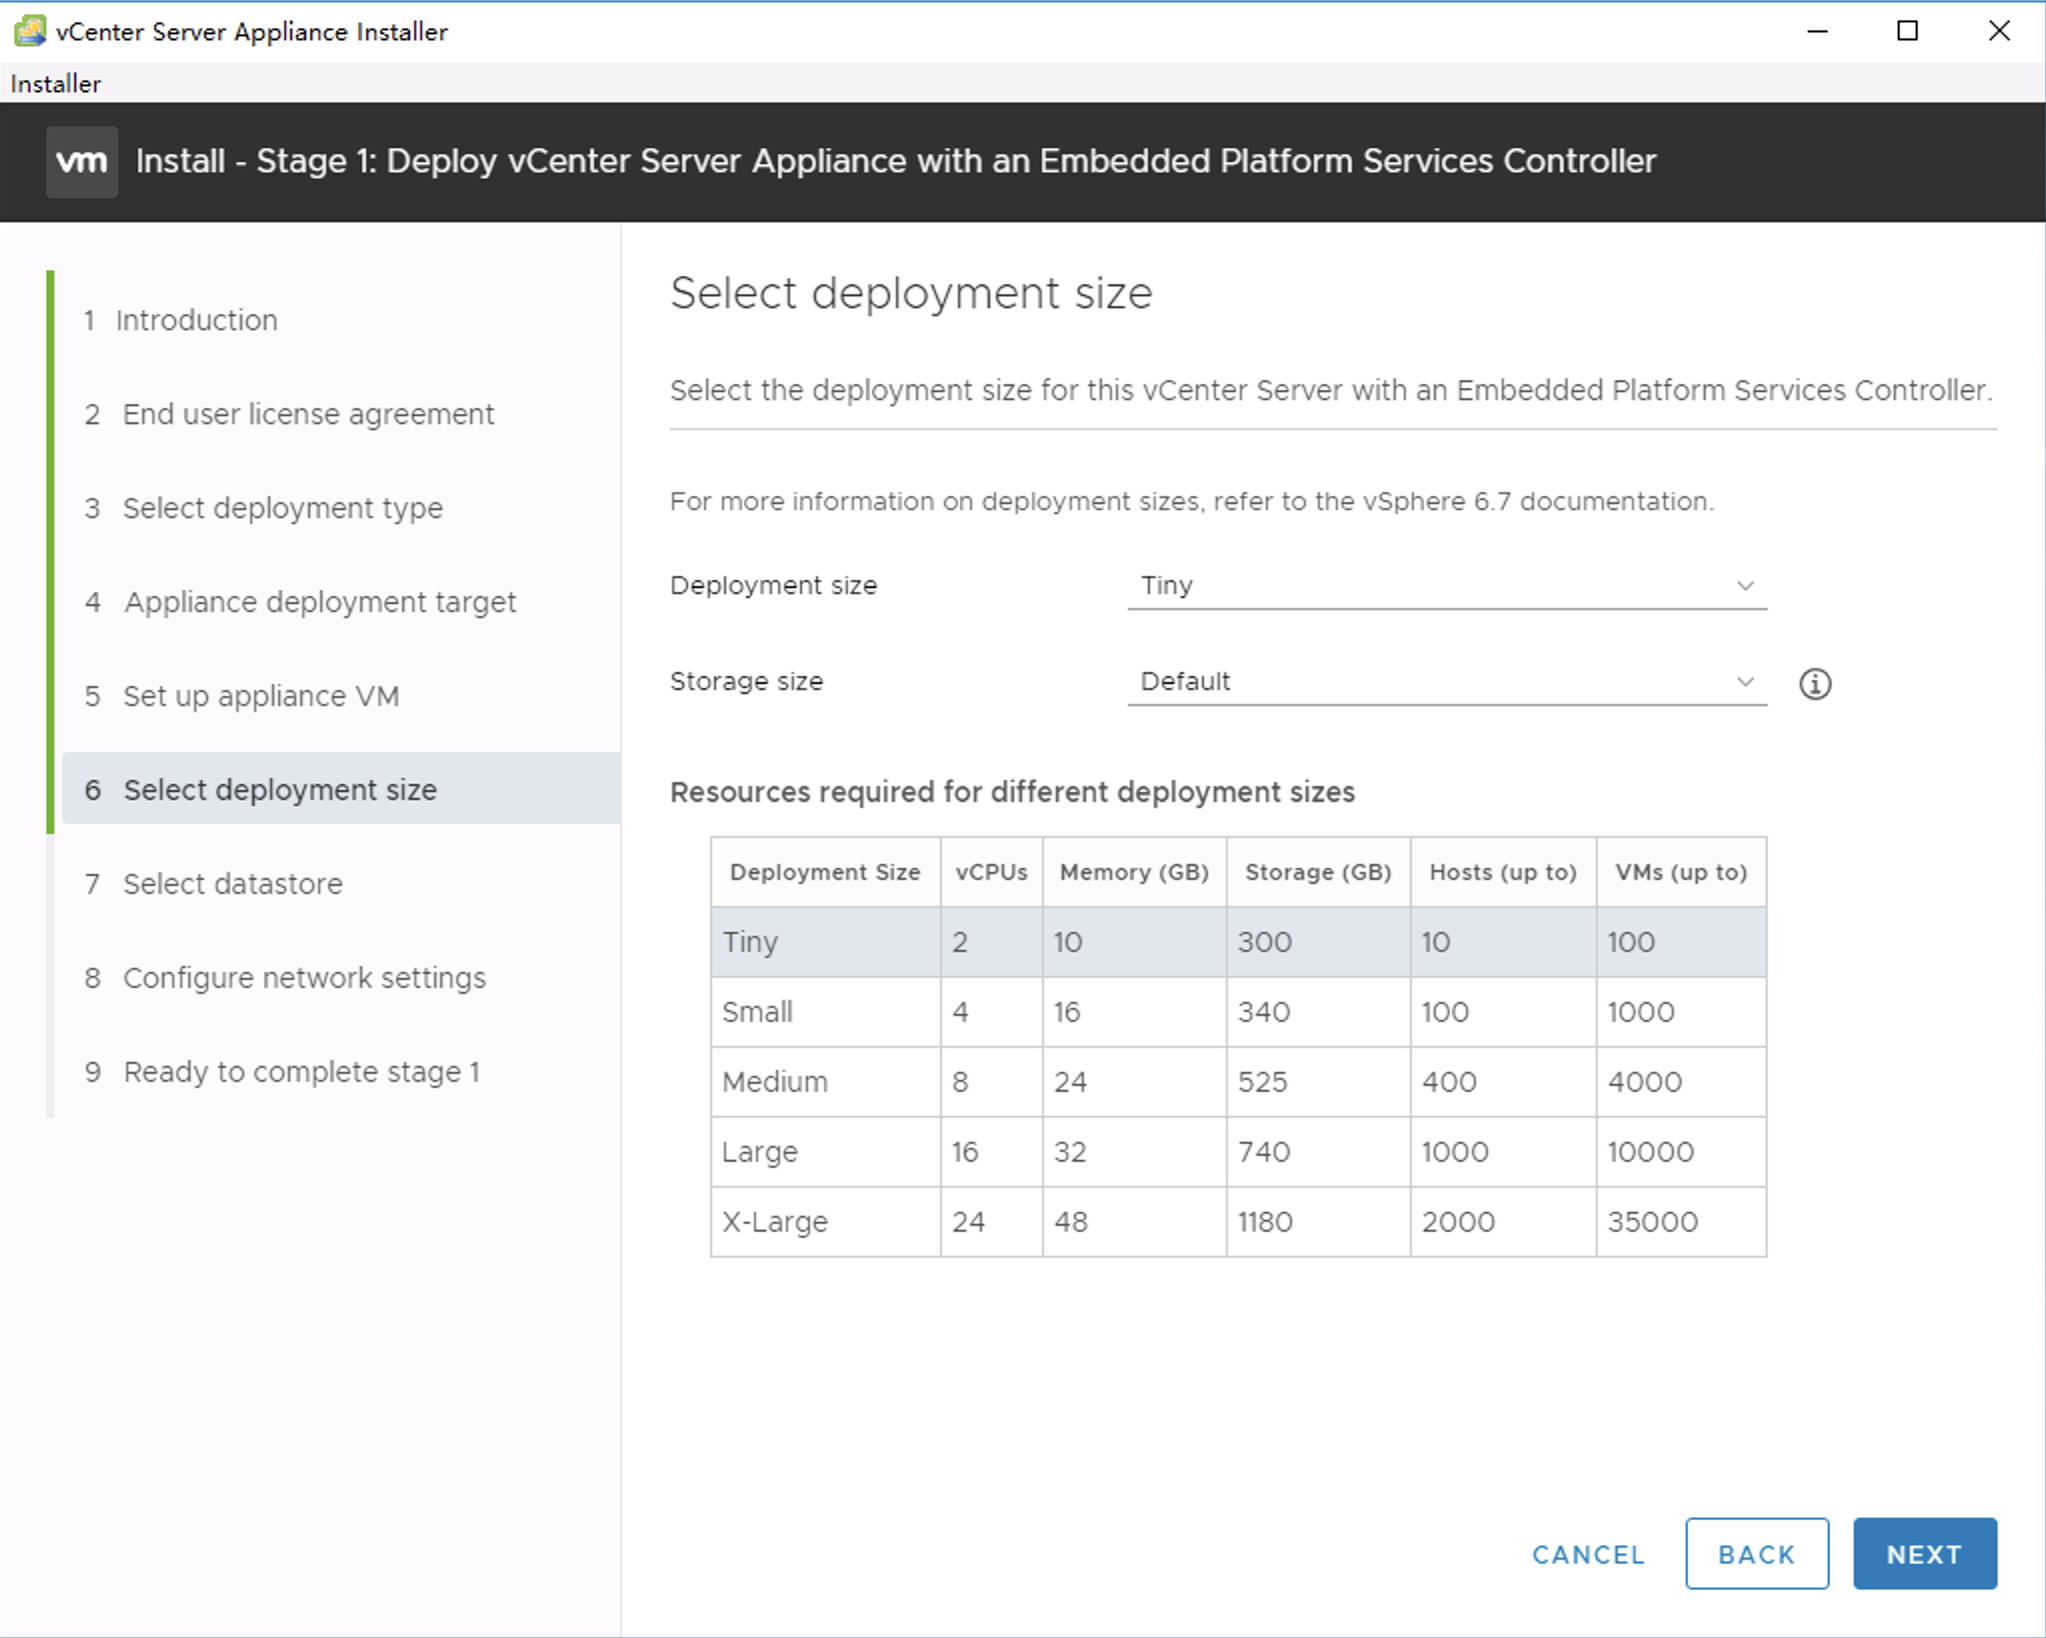 vCenter Server Appliance Installer
Installer
vm Install - Stage 1: Deploy vCenter Server Appliance with an Embedded Platform Services Controller
1 Introduction
2 End user license agreement
3 Select deployment type
4 Appliance deployment target
5 Set up appliance VM
6 Select deployment size
7 Select datastore
8 Configure network settings
9 Ready to complete stage 1
Select deployment size
Select the deployment size for this vCenter Server with an Embedded Platform Services Controller.
For more information on deployment sizes, refer to the vSphere 6.7 documentation.
Deployment size Tiny
Storage size Default
Resources required for different deployment sizes
Deployment Size vCPUs Memory (GB) Storage (GB) Hosts (up to) VMs (up to)
Tiny 2 10 300 10 100
Small 4 16 340 100 1000
Medium 8 24 525 400 4000
Large 16 32 740 1000 10000
X-Large 24 48 1180 2000 35000
CANCEL BACK NEXT